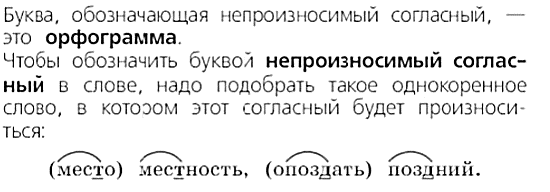 Буква, обозначающая непроизносимый согласный, —
это орфограмма.
Чтобы обозначить буквой непроизносимый соглас-
ный в слове, надо подобрать такое однокоренное
слово, в котором этот согласный будет произноси-
ться:
(место) местность, (опоздать) поздний.